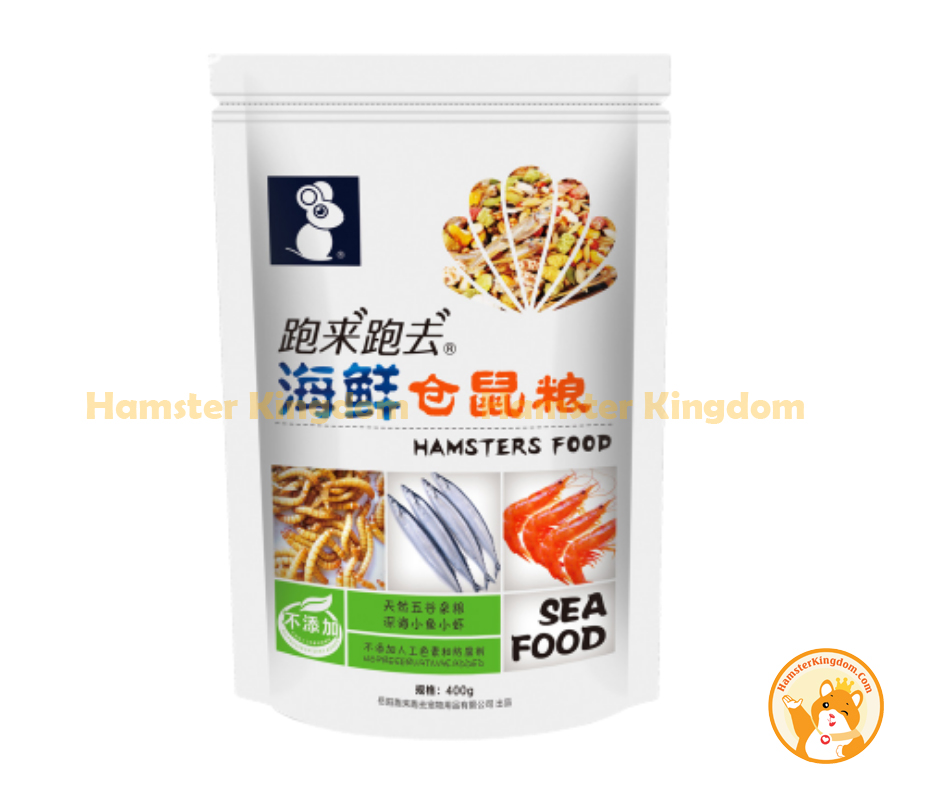 跑来跑去®
海鲜仓鼠粮
Hamster Kingdom Hamster Kingdom
HAMSTERS FOOD
不添加
天然五谷杂粮
深海小鱼小虾
不添加人工色素和防腐剂
SEA
FOOD
规格：400g
HamsterKingdom.Com